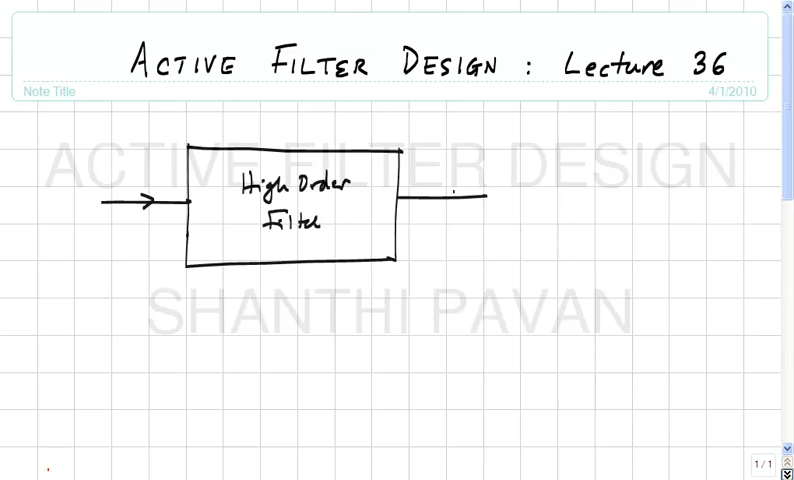 ACTIVE FILTER DESIGN : Lecture 36
Note Title
4/1/2010
ACTIVE FILTER DESIGN
High Order
Filter
SHANTHI PAVAN
1/1